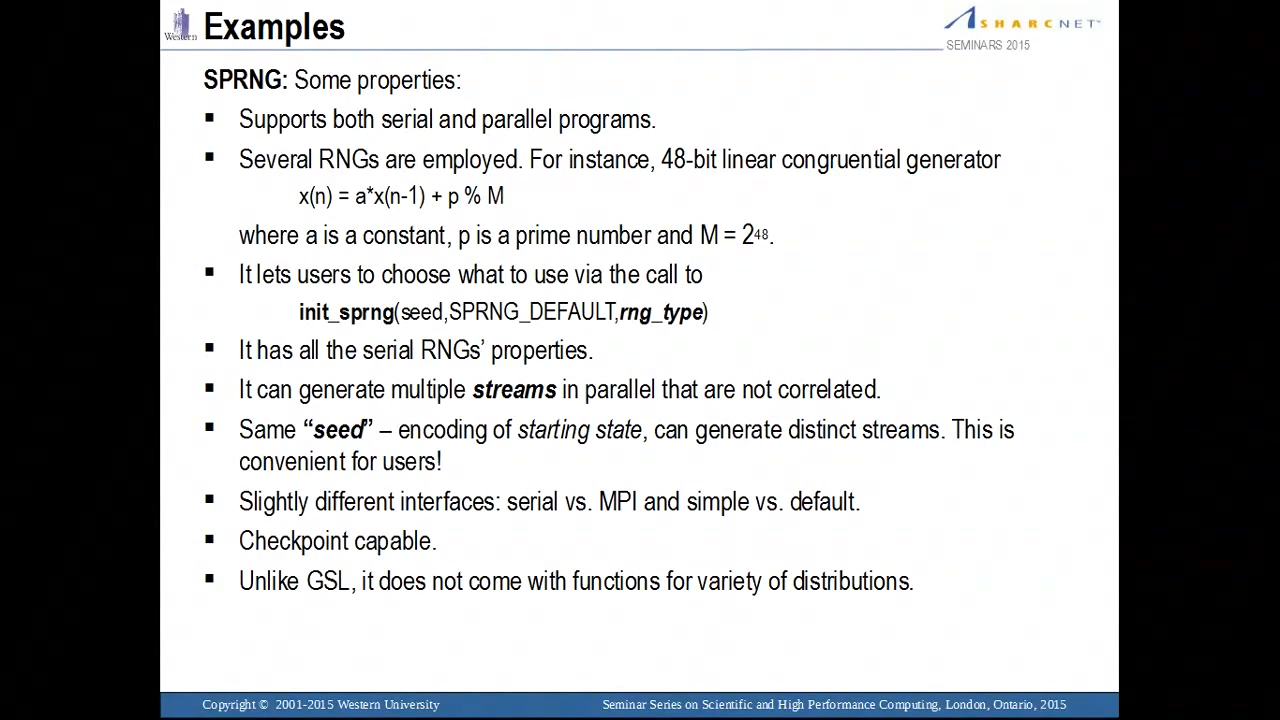 Western
Examples
SHARCNET™
SEMINARS 2015
SPRNG: Some properties:
▪ Supports both serial and parallel programs.
▪ Several RNGs are employed. For instance, 48-bit linear congruential generator
x(n) = a*x(n-1) + p % M
where a is a constant, p is a prime number and M = 2⁴⁸.
▪ It lets users to choose what to use via the call to
init_sprng(seed,SPRNG_DEFAULT,rng_type)
▪ It has all the serial RNGs’ properties.
▪ It can generate multiple streams in parallel that are not correlated.
▪ Same “seed” – encoding of starting state, can generate distinct streams. This is
convenient for users!
▪ Slightly different interfaces: serial vs. MPI and simple vs. default.
▪ Checkpoint capable.
▪ Unlike GSL, it does not come with functions for variety of distributions.
Copyright © 2001-2015 Western University
Seminar Series on Scientific and High Performance Computing, London, Ontario, 2015